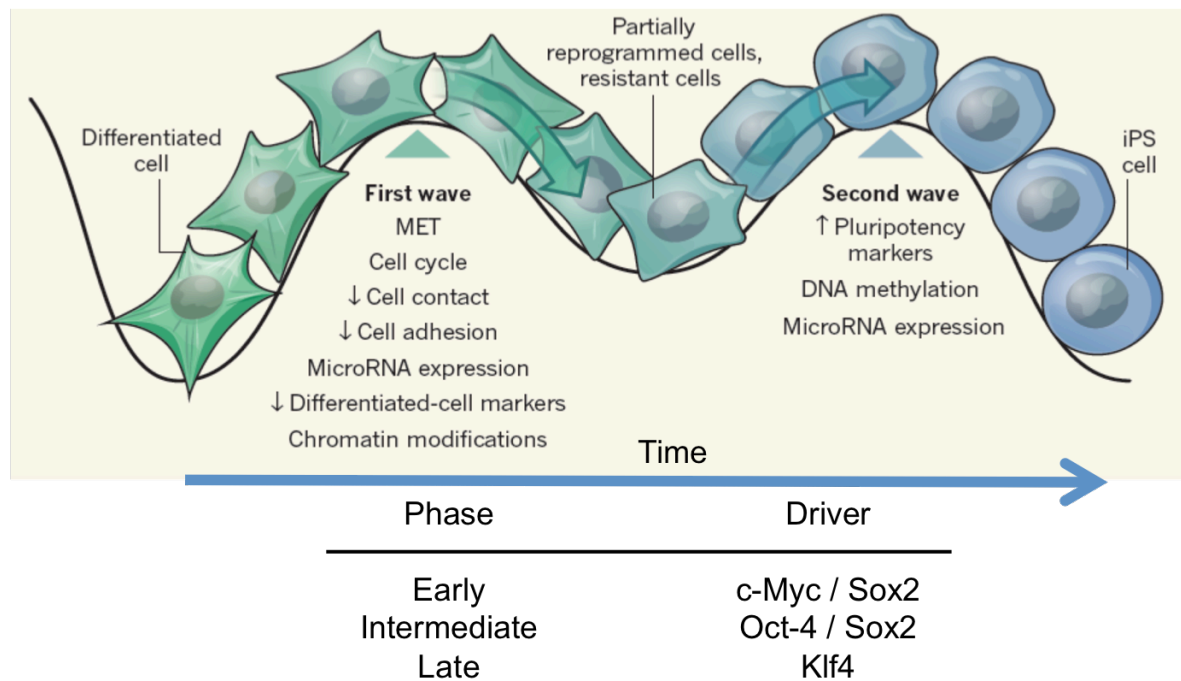 Partially
reprogrammed cells,
resistant cells
Differentiated
cell
iPS
cell
First wave
MET
Cell cycle
↓ Cell contact
↓ Cell adhesion
MicroRNA expression
↓ Differentiated-cell markers
Chromatin modifications
Second wave
↑ Pluripotency
markers
DNA methylation
MicroRNA expression
Time
Phase Driver
Early c-Myc / Sox2
Intermediate Oct-4 / Sox2
Late Klf4